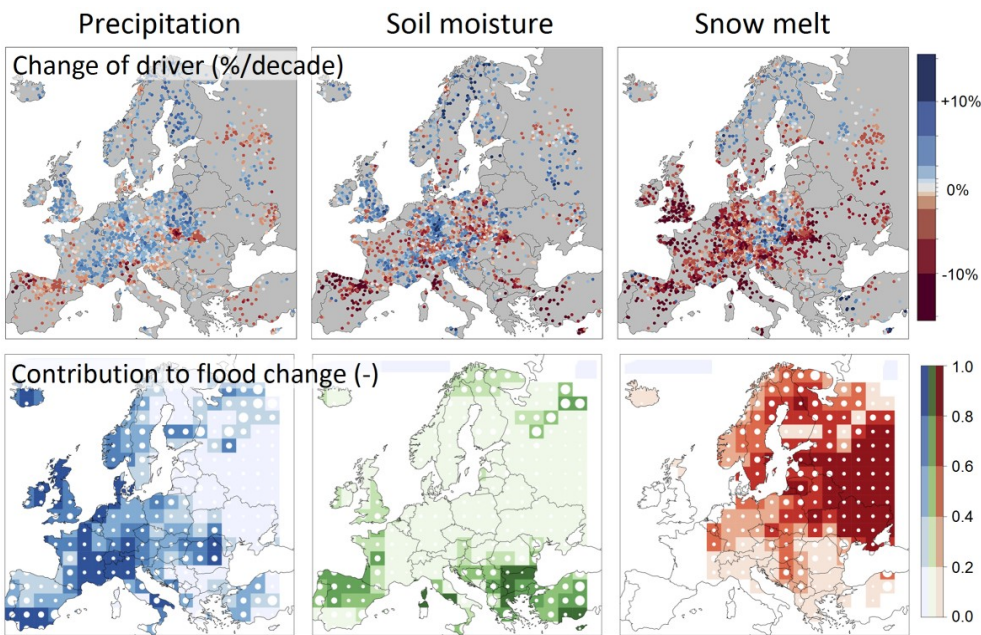 Precipitation
Soil moisture
Snow melt
Change of driver (%/decade)
+10%
0%
-10%
Contribution to flood change (-)
1.0
0.8
0.6
0.4
0.2
0.0